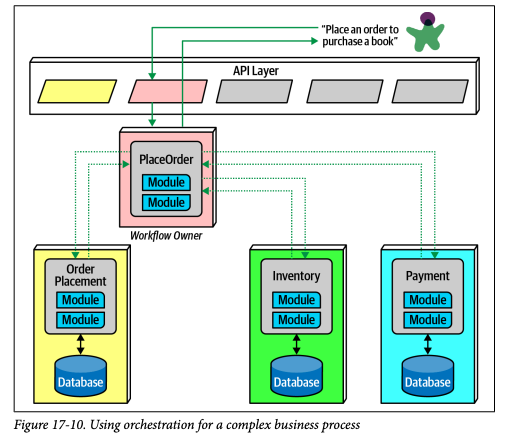 "Place an order to
purchase a book"
API Layer
PlaceOrder
Module
Module
Workflow Owner
Order
Placement
Module
Module
Database
Inventory
Module
Module
Database
Payment
Module
Module
Database
Figure 17-10. Using orchestration for a complex business process